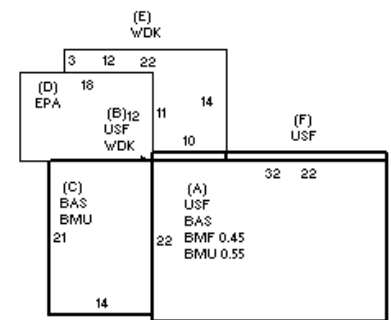 (E)
WDK
3 12 22
(D) 18
EPA
(B) 12
USF
WDK
11
14
10
(F)
USF
32 22
(C)
BAS
BMU
21
14
(A)
USF
BAS
BMF 0.45
22
BMU 0.55